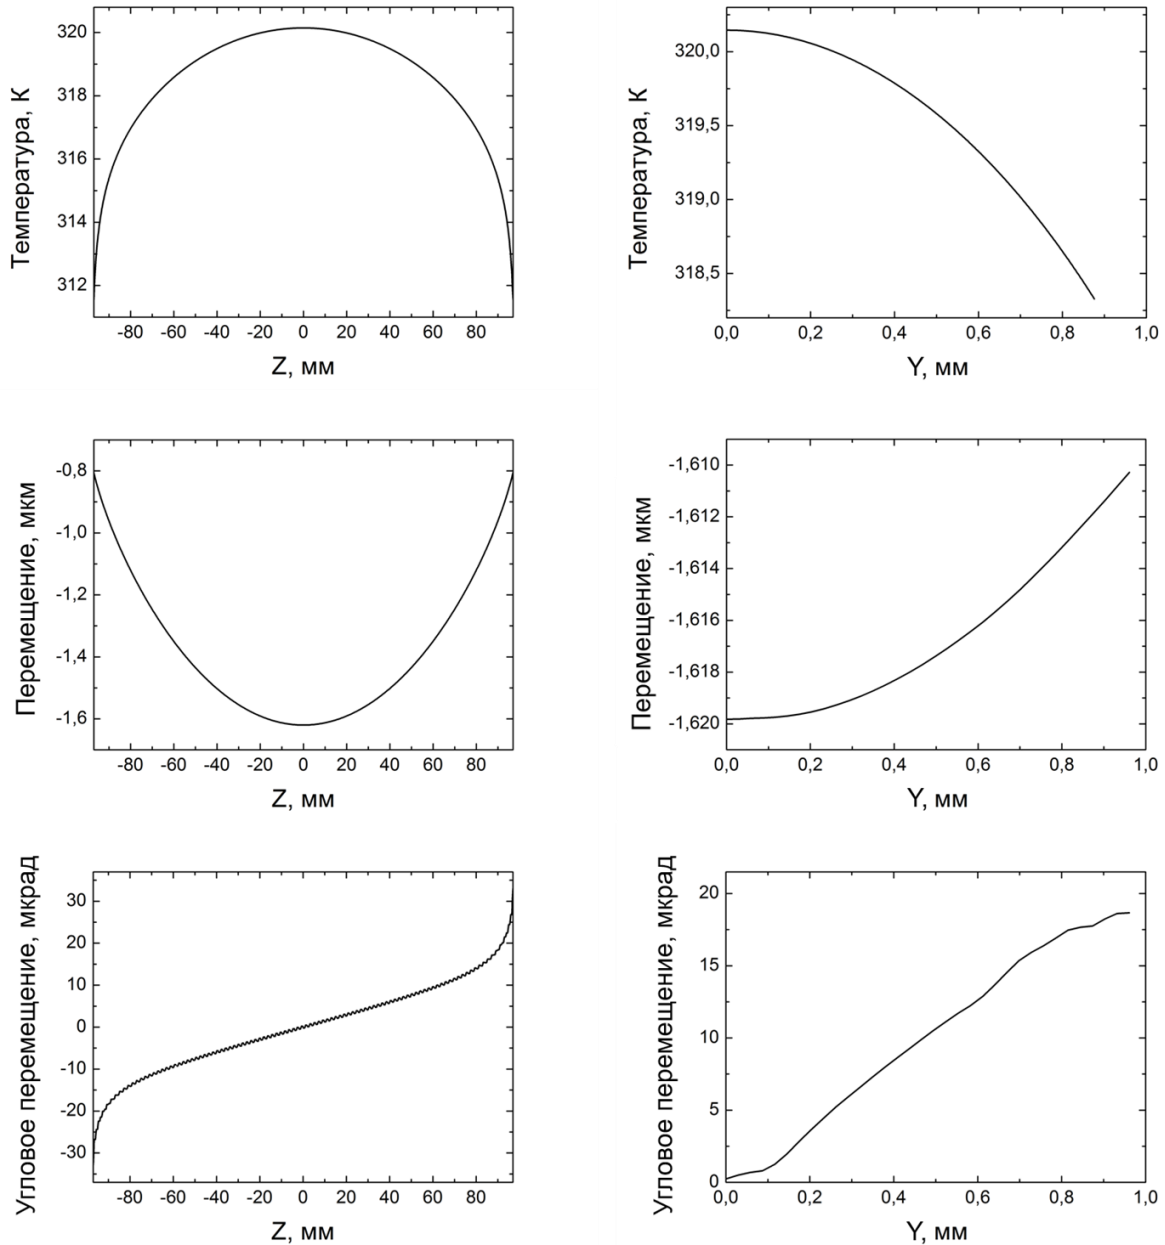 Температура, К
320
318
316
314
312
-80 -60 -40 -20 0 20 40 60 80
Z, мм
Температура, К
320,0
319,5
319,0
318,5
0,0 0,2 0,4 0,6 0,8 1,0
Y, мм
Перемещение, мкм
-0,8
-1,0
-1,2
-1,4
-1,6
-80 -60 -40 -20 0 20 40 60 80
Z, мм
Перемещение, мкм
-1,610
-1,612
-1,614
-1,616
-1,618
-1,620
0,0 0,2 0,4 0,6 0,8 1,0
Y, мм
Угловое перемещение, мкрад
30
20
10
0
-10
-20
-30
-80 -60 -40 -20 0 20 40 60 80
Z, мм
Угловое перемещение, мкрад
20
15
10
5
0
0,0 0,2 0,4 0,6 0,8 1,0
Y, мм